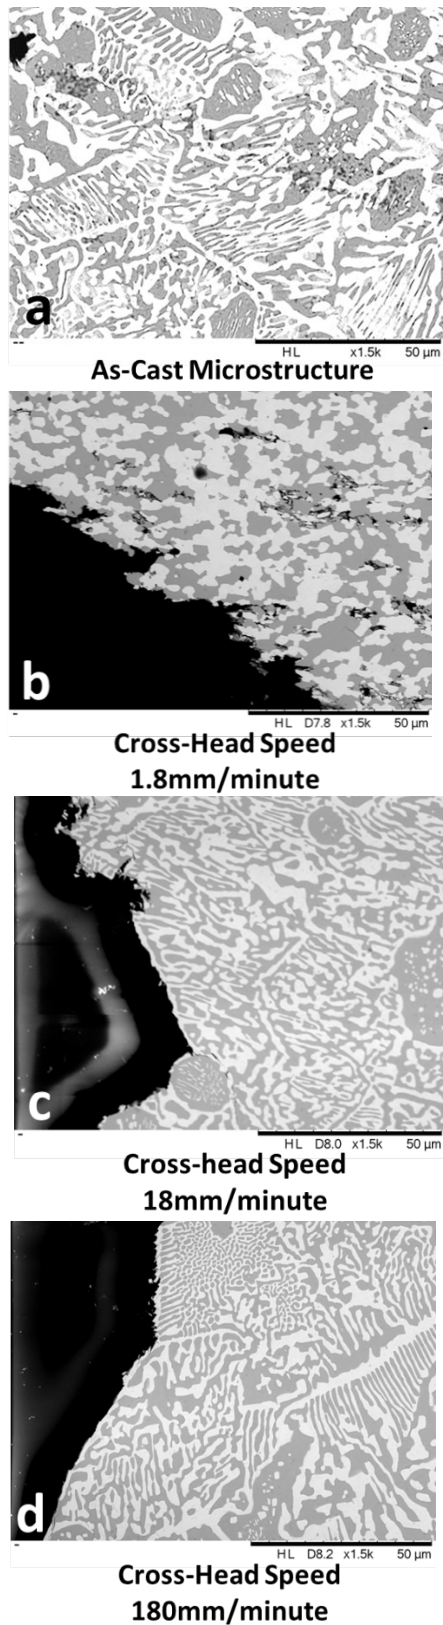 a
HL x1.5k 50 µm
As-Cast Microstructure
b
HL D7.8 x1.5k 50 µm
Cross-Head Speed
1.8mm/minute
c
HL D8.0 x1.5k 50 µm
Cross-head Speed
18mm/minute
d
HL D8.2 x1.5k 50 µm
Cross-Head Speed
180mm/minute